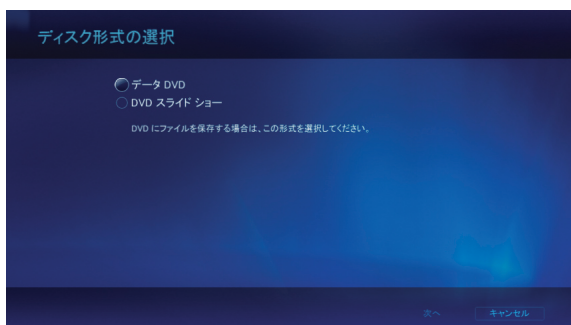 ディスク形式の選択
データ DVD
DVD スライド ショー
DVD にファイルを保存する場合は、この形式を選択してください。
次へ
キャンセル